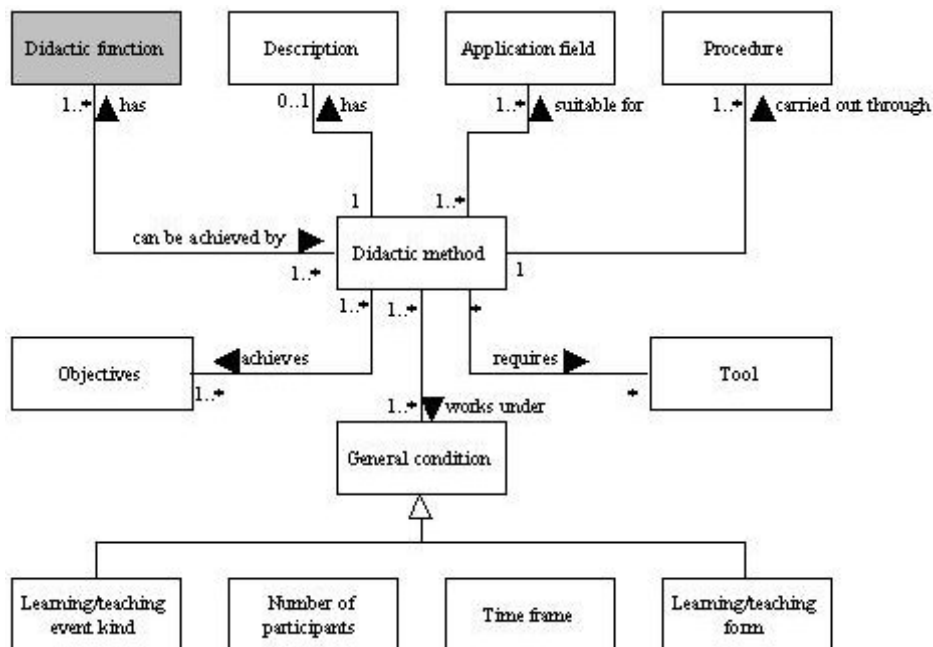 Didactic function
Description
Application field
Procedure
1..*
has
0..1
has
1..*
suitable for
1..*
carried out through
1
1..*
can be achieved by
Didactic method
1..*
1
1..*
1..*
*
Objectives
achieves
requires
Tool
1..*
1..*
works under
*
General condition
Learning/teaching
event kind
Number of
participants
Time frame
Learning/teaching
form